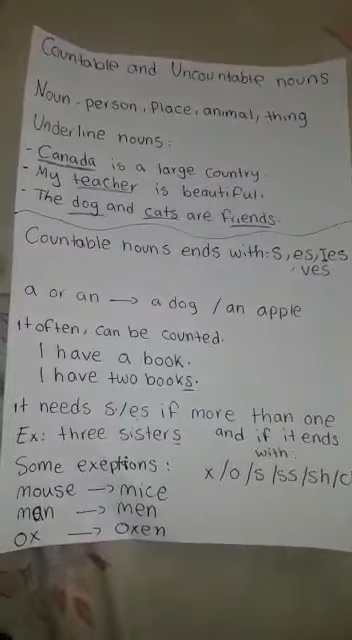 Countable and Uncountable nouns
Noun - person, place, animal, thing
Underline nouns:
- Canada is a large country.
- My teacher is beautiful.
- The dog and cats are friends.
Countable nouns ends with: s, es, Ies
, ves
a or an → a dog / an apple
it often, can be counted.
I have a book.
I have two books.
it needs s/es if more than one
Ex: three sisters and if it ends
with:
Some exeptions: x/o/s/ss/sh/c
mouse → mice
man → men
ox → oxen